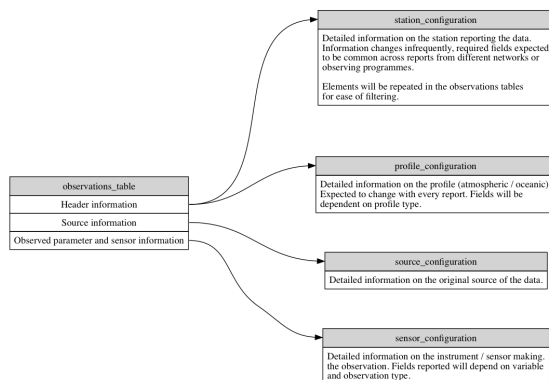 station_configuration
Detailed information on the station reporting the data.
Information changes infrequently, required fields expected
to be common across reports from different networks or
observing programmes.
Elements will be repeated in the observations tables
for ease of filtering.
profile_configuration
Detailed information on the profile (atmospheric / oceanic)
Expected to change with every report. Fields will be
dependent on profile type.
observations_table
Header information
Source information
Observed parameter and sensor information
source_configuration
Detailed information on the original source of the data.
sensor_configuration
Detailed information on the instrument / sensor making.
the observation. Fields reported will depend on variable
and observation type.